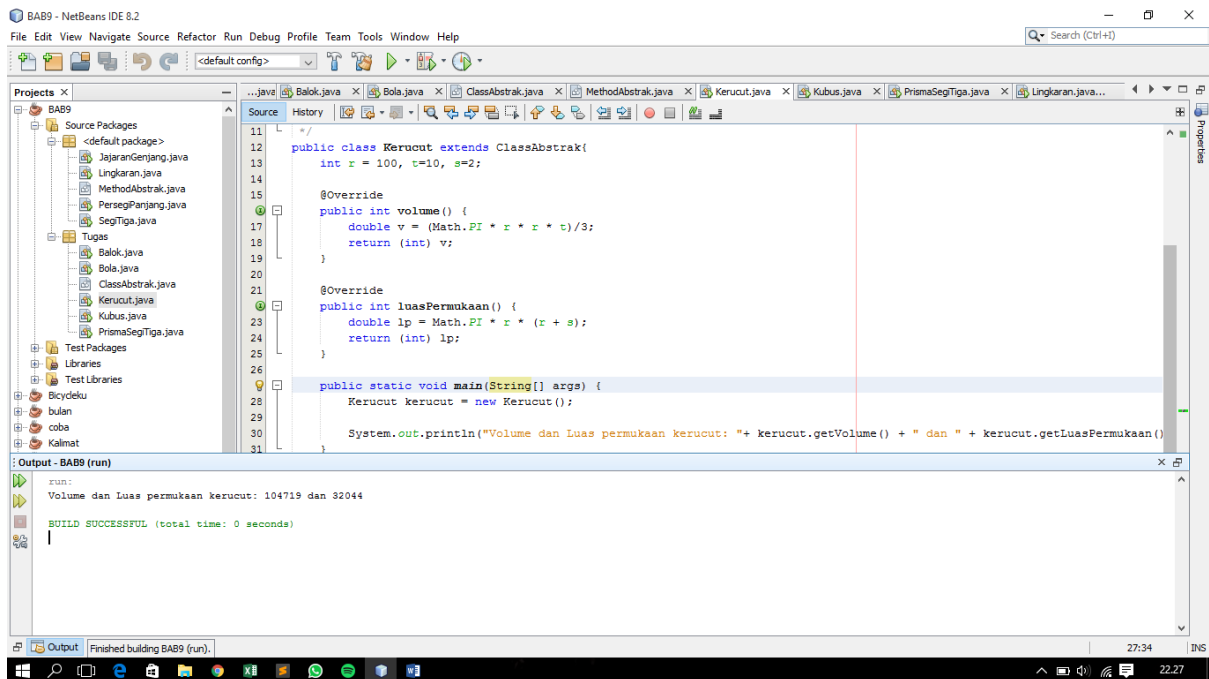 BAB9 - NetBeans IDE 8.2
File Edit View Navigate Source Refactor Run Debug Profile Team Tools Window Help
Search (Ctrl+I)
<default config>
Projects
...java Balok.java ClassAbstrak.java Bola.java MethodAbstrak.java Kerucut.java Kubus.java PrismaSegiTiga.java Lingkaran.java...
BAB9
Source Packages
<default package>
JajaranGenjang.java
Lingkaran.java
MethodAbstrak.java
PersegiPanjang.java
SegiTiga.java
Tugas
Balok.java
Bola.java
ClassAbstrak.java
Kerucut.java
Kubus.java
PrismaSegiTiga.java
Test Packages
Libraries
Test Libraries
Bicycleku
bulan
coba
Kalimat
Source History
11 */
12 public class Kerucut extends ClassAbstrak{
13 int r = 100, t=10, s=2;
14
15 @Override
public int volume() {
17 double v = (Math.PI * r * r * t)/3;
18 return (int) v;
19 }
20
21 @Override
public int luasPermukaan() {
23 double lp = Math.PI * r * (r + s);
24 return (int) lp;
25 }
26
public static void main(String[] args) {
28 Kerucut kerucut = new Kerucut();
29
30 System.out.println("Volume dan Luas permukaan kerucut: "+ kerucut.getVolume() + " dan " + kerucut.getLuasPermukaan()
31 }
Properties
Output - BAB9 (run)
run:
Volume dan Luas permukaan kerucut: 104719 dan 32044
BUILD SUCCESSFUL (total time: 0 seconds)
Output
Finished building BAB9 (run).
27:34 INS
22.27